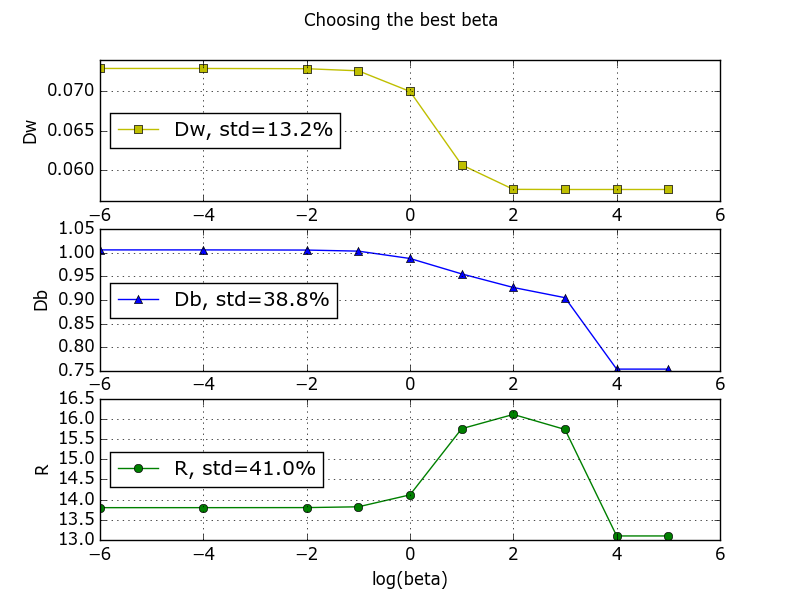 Choosing the best beta
0.070
0.065
0.060
Dw
Dw, std=13.2%
−6 −4 −2 0 2 4 6
1.05
1.00
0.95
0.90
0.85
0.80
0.75
Db
Db, std=38.8%
−6 −4 −2 0 2 4 6
16.5
16.0
15.5
15.0
14.5
14.0
13.5
13.0
R
R, std=41.0%
−6 −4 −2 0 2 4 6
log(beta)